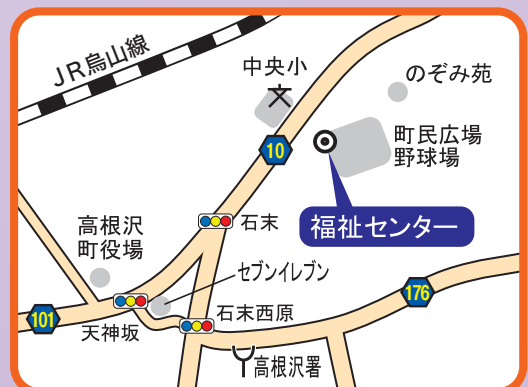 JR烏山線
中央小
のぞみ苑
10
町民広場
野球場
福祉センター
石末
高根沢
町役場
セブンイレブン
石末西原
176
101
天神坂
高根沢署